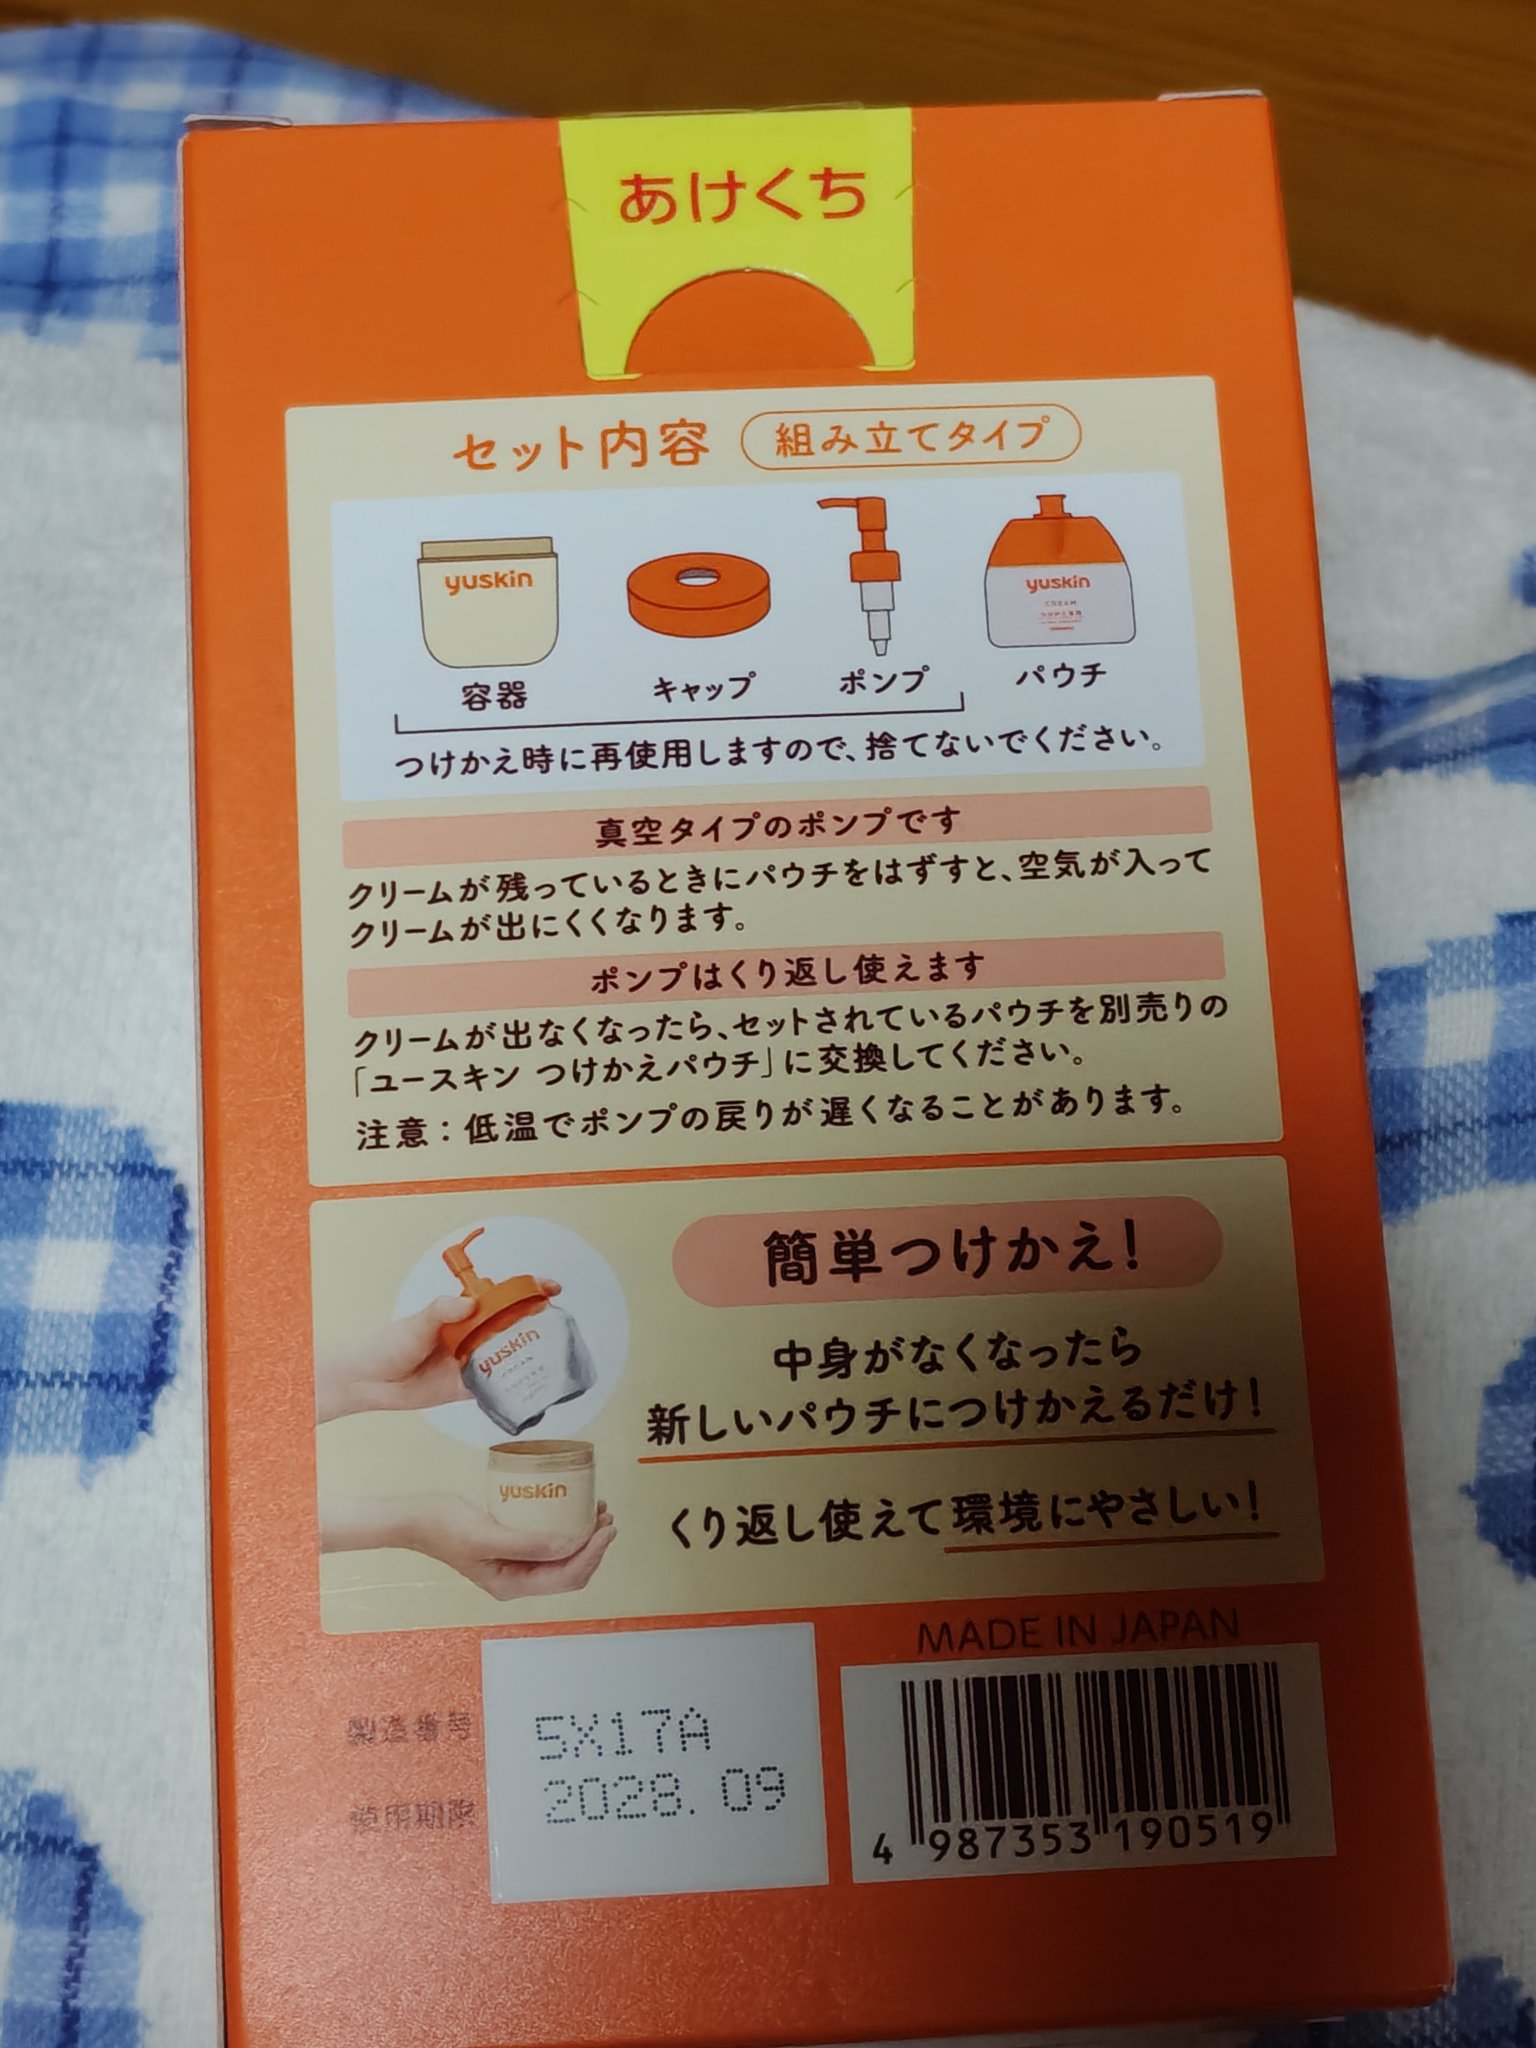 あけくち
セット内容 組み立てタイプ
yuskin
yuskin
CREAM
容器 キャップ ポンプ パウチ
つけかえ時に再使用しますので、捨てないでください。
真空タイプのポンプです
クリームが残っているときにパウチをはずすと、空気が入って
クリームが出にくくなります。
ポンプはくり返し使えます
クリームが出なくなったら、セットされているパウチを別売りの
「ユースキン つけかえパウチ」に交換してください。
注意：低温でポンプの戻りが遅くなることがあります。
簡単つけかえ！
中身がなくなったら
新しいパウチにつけかえるだけ！
くり返し使えて環境にやさしい！
yuskin
CREAM
yuskin
MADE IN JAPAN
製造番号 5X17A
使用期限 2028.09
4 987353 190519